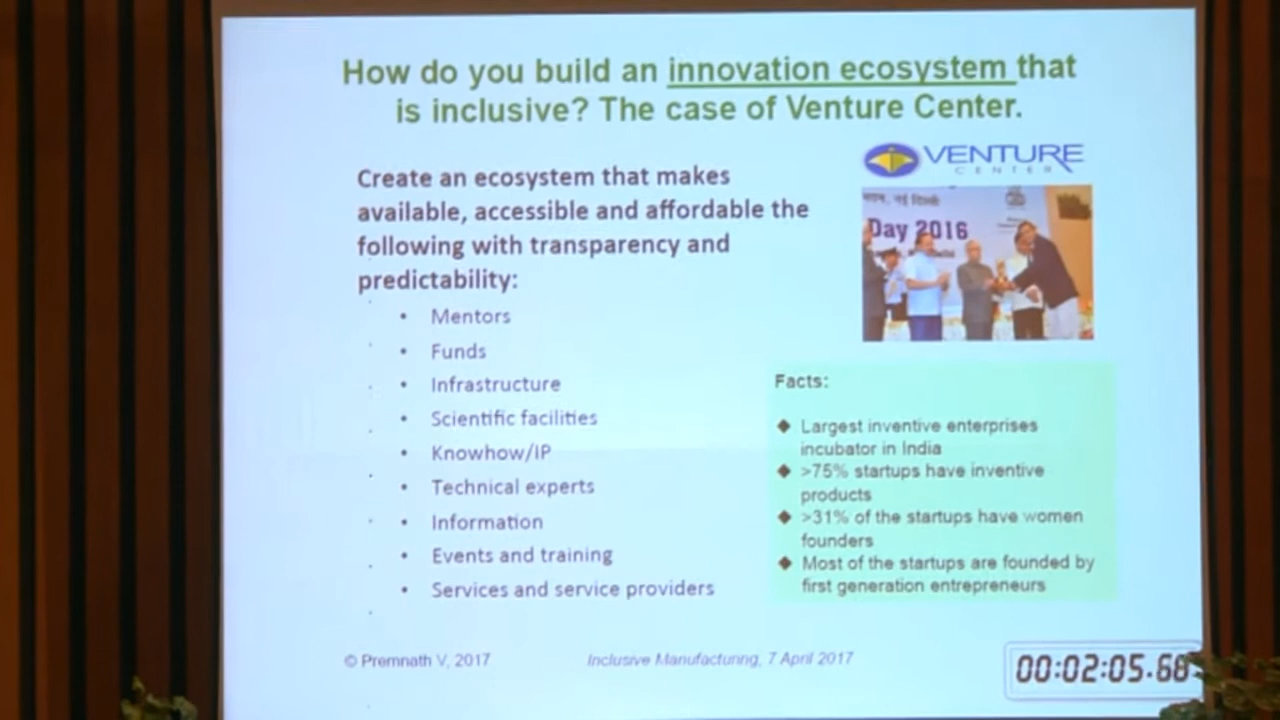 How do you build an innovation ecosystem that
is inclusive? The case of Venture Center.
VENTURE
CENTER
Create an ecosystem that makes
available, accessible and affordable the
following with transparency and
predictability:
• Mentors
• Funds
• Infrastructure
• Scientific facilities
• Knowhow/IP
• Technical experts
• Information
• Events and training
• Services and service providers
नई दिल्ली
Day 2016
Facts:
◆ Largest inventive enterprises
incubator in India
◆ >75% startups have inventive
products
◆ >31% of the startups have women
founders
◆ Most of the startups are founded by
first generation entrepreneurs
© Premnath V, 2017
Inclusive Manufacturing, 7 April 2017
00:02:05.68